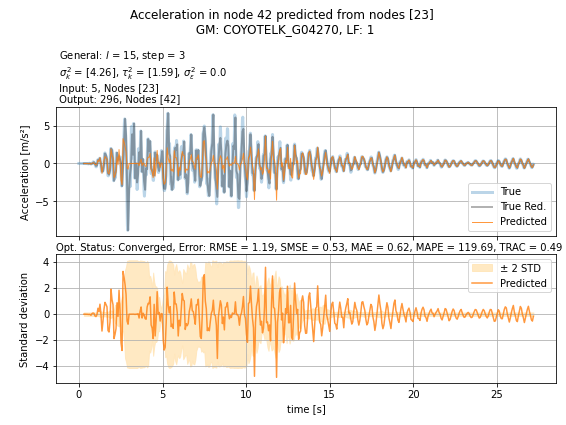 Acceleration in node 42 predicted from nodes [23]
GM: COYOTELK_G04270, LF: 1
General: l = 15, step = 3
σ²ₖ = [4.26], τ²ₖ = [1.59], σ²ε = 0.0
Input: 5, Nodes [23]
Output: 296, Nodes [42]
Acceleration [m/s²]
5
0
−5
True
True Red.
Predicted
Opt. Status: Converged, Error: RMSE = 1.19, SMSE = 0.53, MAE = 0.62, MAPE = 119.69, TRAC = 0.49
Standard deviation
4
2
0
−2
−4
± 2 STD
Predicted
0 5 10 15 20 25
time [s]